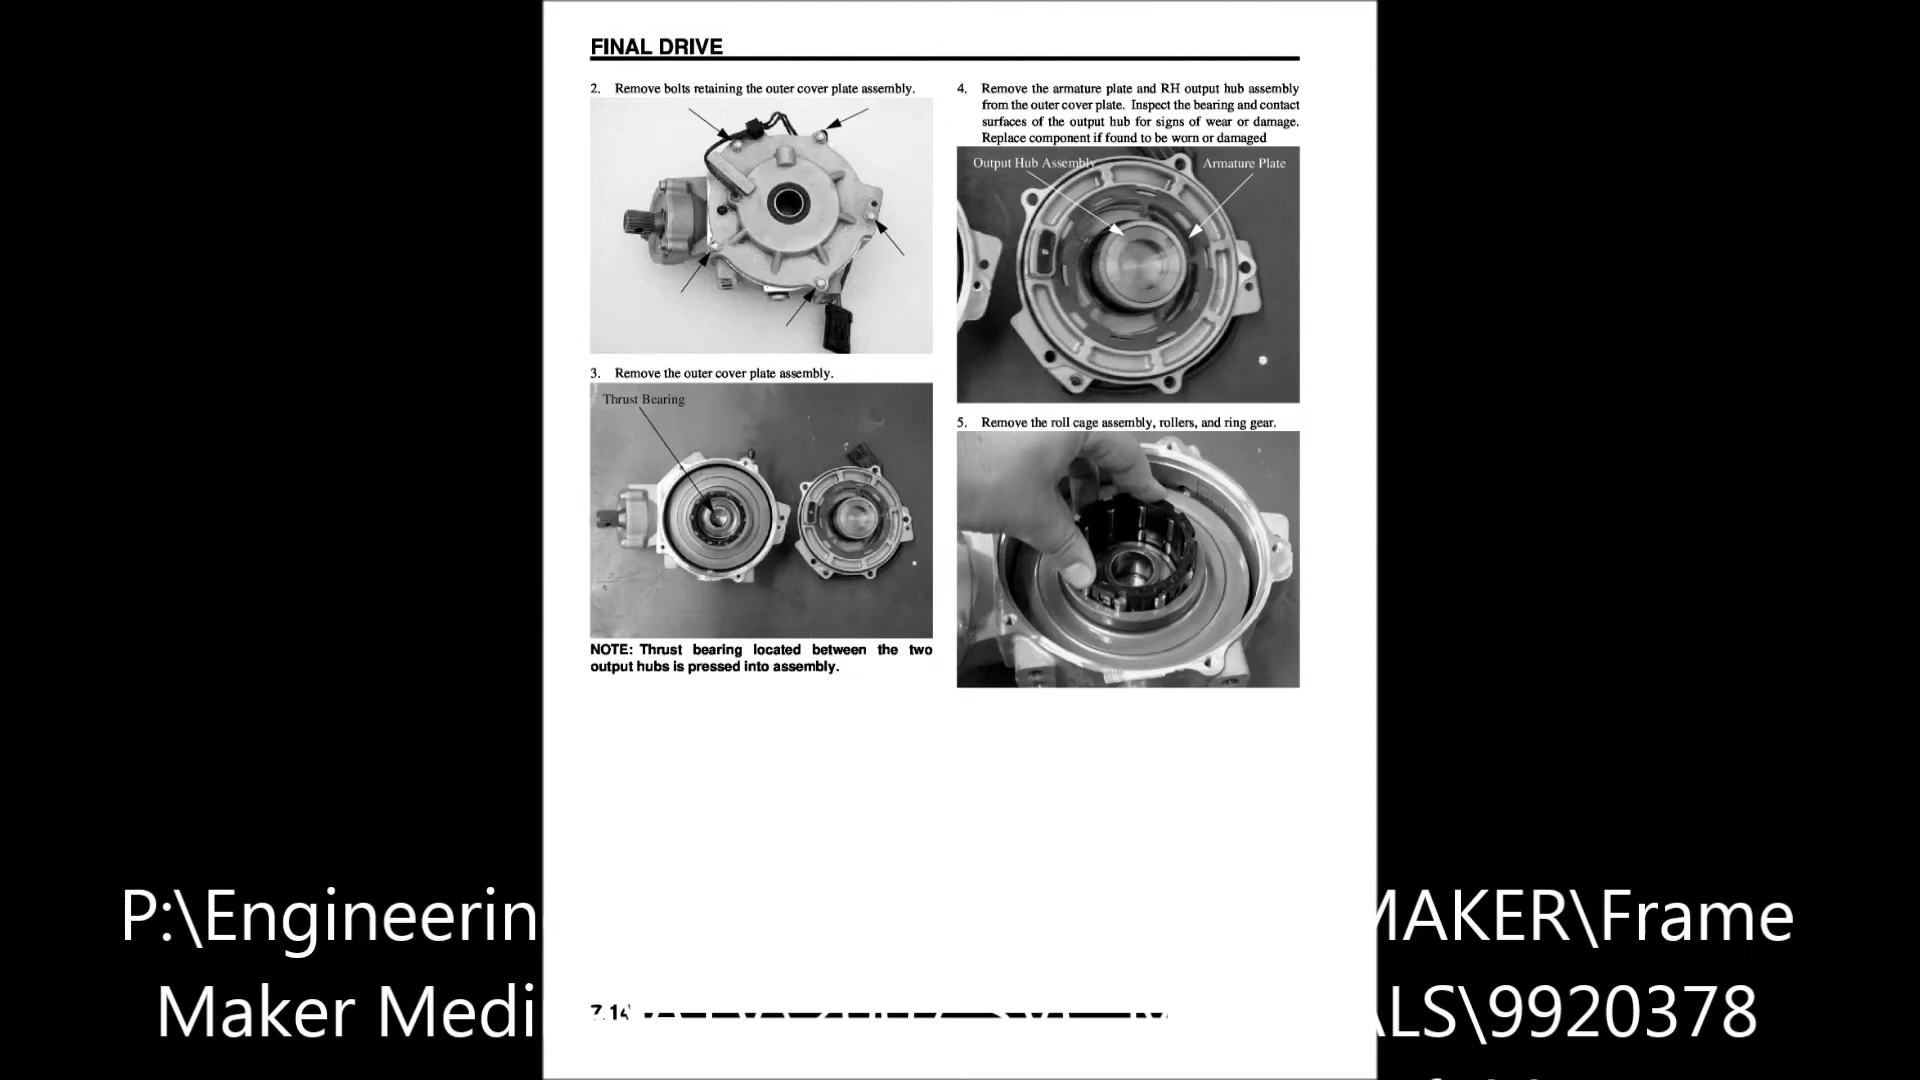 FINAL DRIVE
2. Remove bolts retaining the outer cover plate assembly.
3. Remove the outer cover plate assembly.
Thrust Bearing
NOTE: Thrust bearing located between the two
output hubs is pressed into assembly.
4. Remove the armature plate and RH output hub assembly
from the outer cover plate. Inspect the bearing and contact
surfaces of the output hub for signs of wear or damage.
Replace component if found to be worn or damaged
Output Hub Assembly
Armature Plate
5. Remove the roll cage assembly, rollers, and ring gear.
P:\Engineerin MAKER\Frame
Maker Medi ALS\9920378
7.14